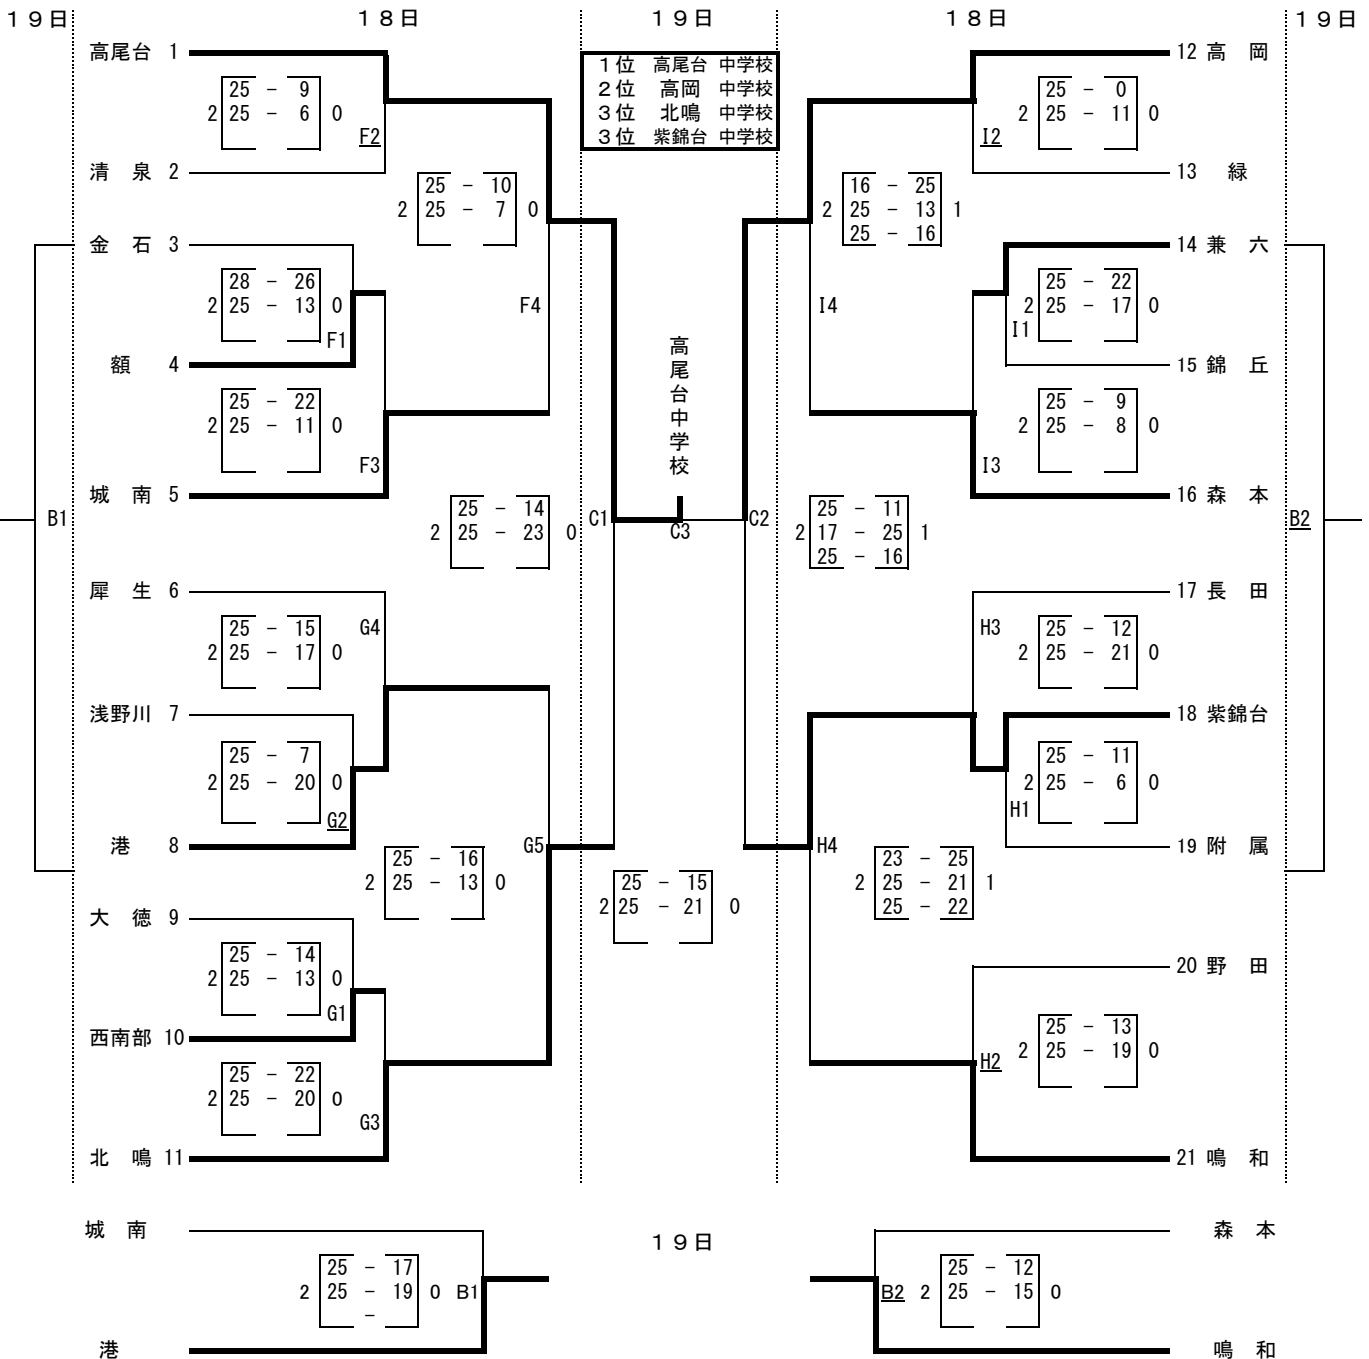 １９日 １８日 １９日 １８日 １９日
高尾台 1
12 高 岡
1位 高尾台 中学校
2位 高岡 中学校
3位 北鳴 中学校
3位 紫錦台 中学校
25 － 9
2 25 － 6 0
F2
25 － 0
2 25 － 11 0
I2
清 泉 2
13 緑
25 － 10
2 25 － 7 0
16 － 25
2 25 － 13 1
25 － 16
金 石 3
14 兼 六
28 － 26
2 25 － 13 0
F1
F4
I4
25 － 22
2 25 － 17 0
I1
額 4
高尾台中学校
15 錦 丘
25 － 22
2 25 － 11 0
F3
25 － 9
2 25 － 8 0
I3
城 南 5
16 森 本
B1
25 － 14
2 25 － 23 0
C1
C3
C2
25 － 11
2 17 － 25 1
25 － 16
B2
犀 生 6
17 長 田
25 － 15
2 25 － 17 0
G4
H3
25 － 12
2 25 － 21 0
浅野川 7
18 紫錦台
25 － 7
2 25 － 20 0
G2
25 － 11
2 25 － 6 0
H1
港 8
G5
H4
19 附 属
25 － 16
2 25 － 13 0
25 － 15
2 25 － 21 0
23 － 25
2 25 － 21 1
25 － 22
大 徳 9
20 野 田
25 － 14
2 25 － 13 0
G1
西南部 10
25 － 13
2 25 － 19 0
H2
25 － 22
2 25 － 20 0
G3
北 鳴 11
21 鳴 和
城 南
１９日
森 本
25 － 17
2 25 － 19 0 B1
－
25 － 12
B2 2 25 － 15 0
港
鳴 和